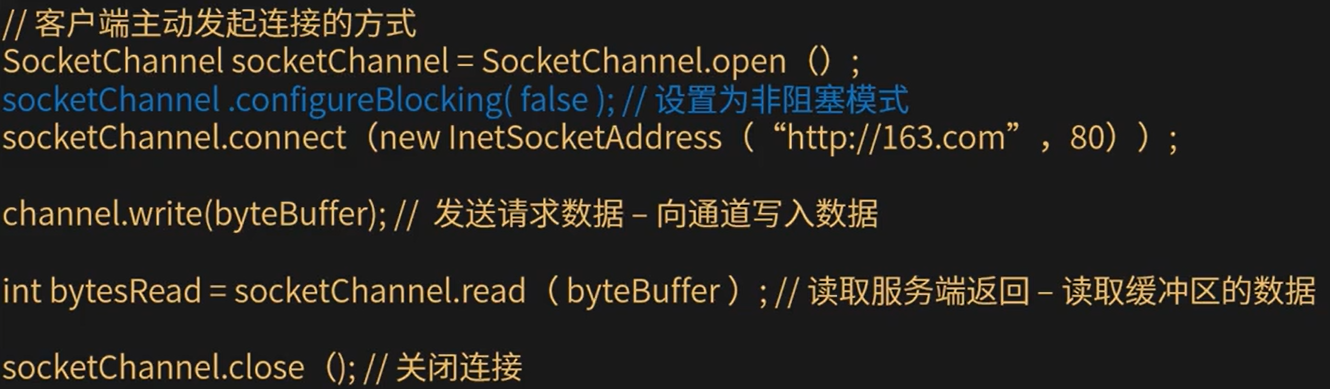 // 客户端主动发起连接的方式
SocketChannel socketChannel = SocketChannel.open（）;
socketChannel .configureBlocking( false ); // 设置为非阻塞模式
socketChannel.connect（new InetSocketAddress（“http://163.com”，80））;
channel.write(byteBuffer); // 发送请求数据 – 向通道写入数据
int bytesRead = socketChannel.read（ byteBuffer ）; // 读取服务端返回 – 读取缓冲区的数据
socketChannel.close（); // 关闭连接